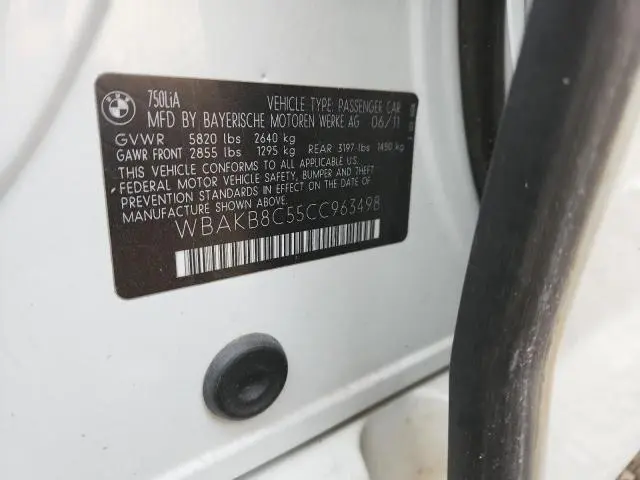 BMW
750LiA
VEHICLE TYPE: PASSENGER CAR
MFD BY BAYERISCHE MOTOREN WERKE AG 06/11
GVWR 5820 lbs 2640 kg
GAWR FRONT 2855 lbs 1295 kg REAR 3197 lbs 1450 kg
THIS VEHICLE CONFORMS TO ALL APPLICABLE U.S.
FEDERAL MOTOR VEHICLE SAFETY, BUMPER AND THEFT
PREVENTION STANDARDS IN EFFECT ON THE DATE OF
MANUFACTURE SHOWN ABOVE.
WBAKB8C55CC963498